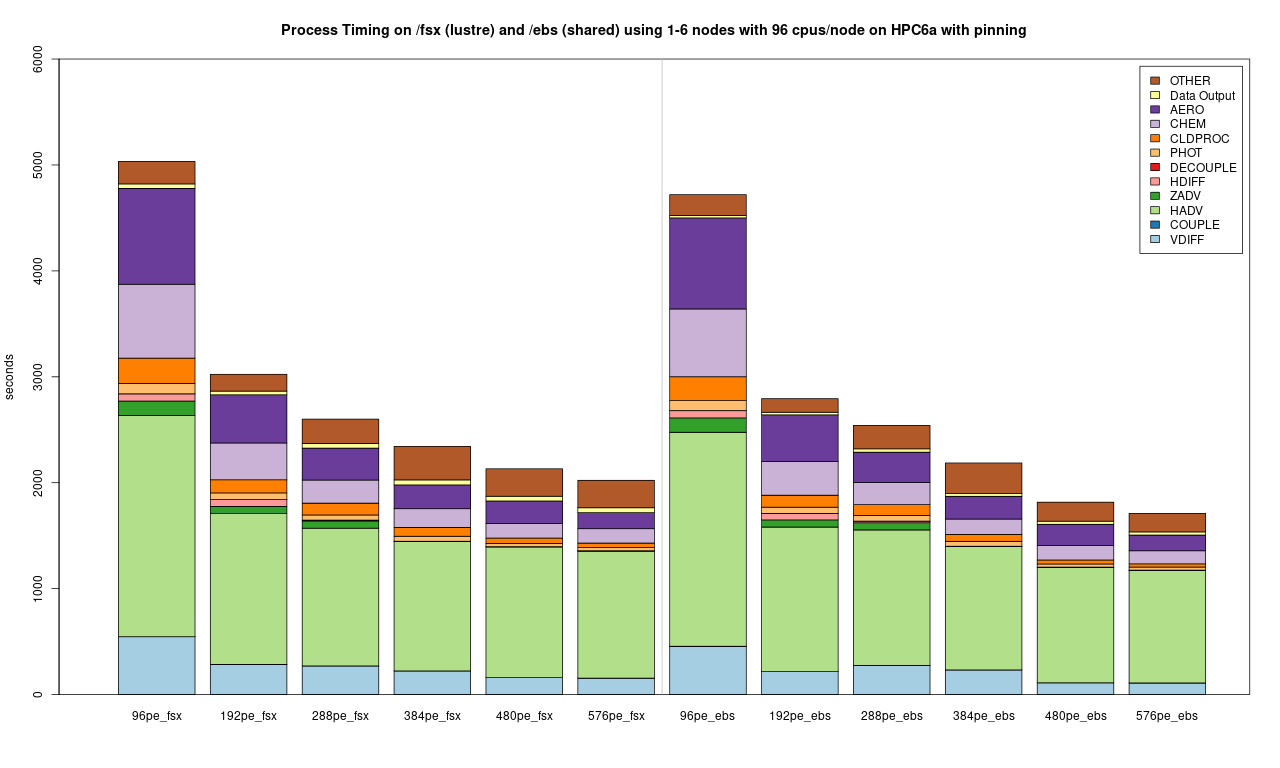 Process Timing on /fsx (lustre) and /ebs (shared) using 1-6 nodes with 96 cpus/node on HPC6a with pinning
seconds
6000
5000
4000
3000
2000
1000
0
OTHER
Data Output
AERO
CHEM
CLDPROC
PHOT
DECOUPLE
HDIFF
ZADV
HADV
COUPLE
VDIFF
96pe_fsx 192pe_fsx 288pe_fsx 384pe_fsx 480pe_fsx 576pe_fsx 96pe_ebs 192pe_ebs 288pe_ebs 384pe_ebs 480pe_ebs 576pe_ebs